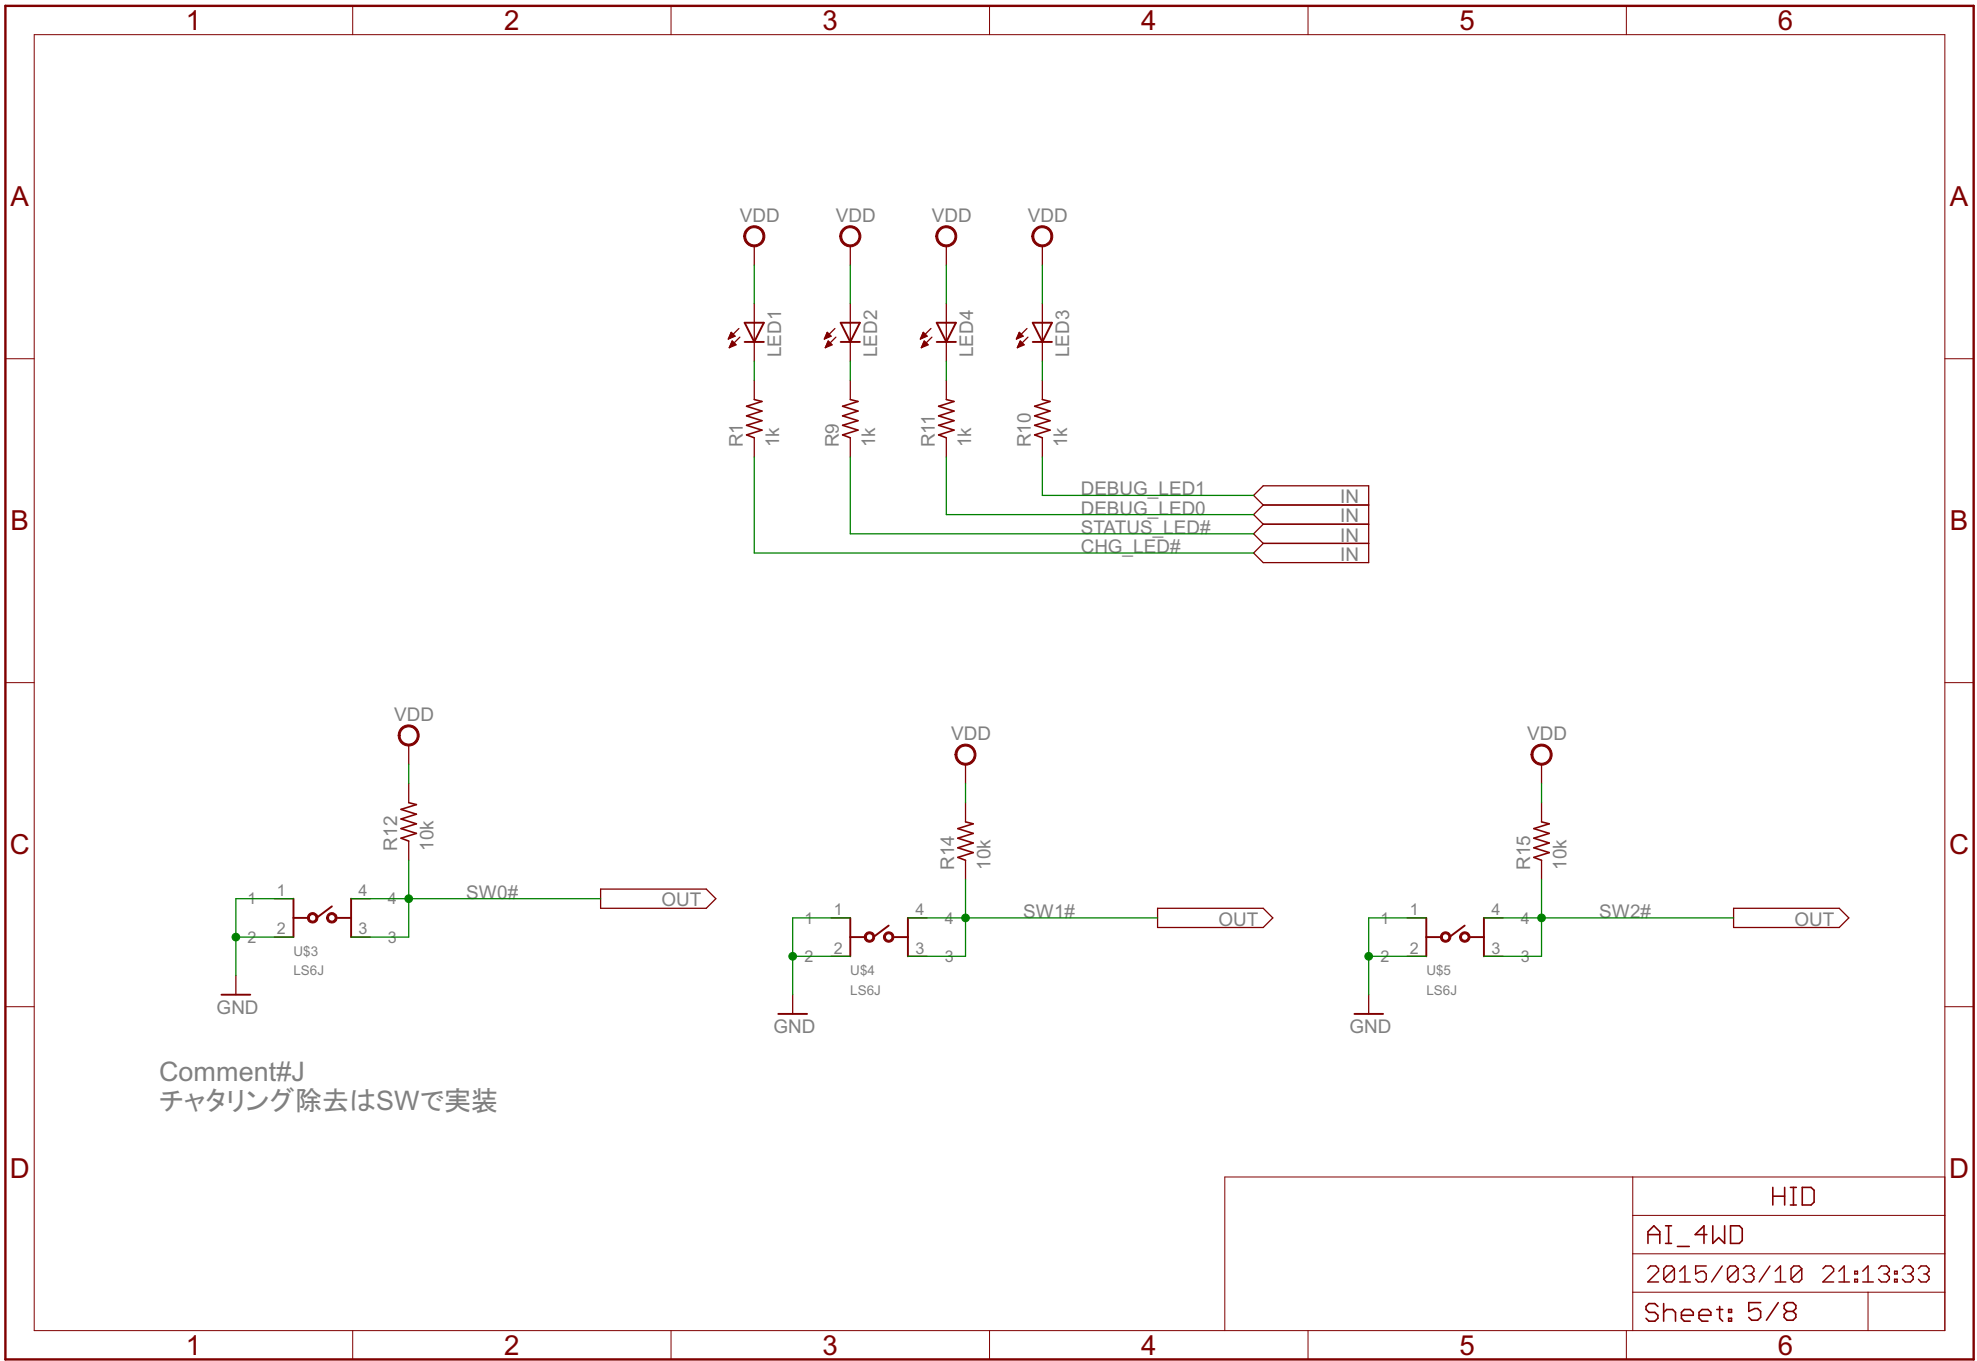 1 2 3 4 5 6
A A
VDD VDD VDD VDD
LED1 LED2 LED4 LED3
R1 1k R9 1k R11 1k R10 1k
DEBUG_LED1 IN
DEBUG_LED0 IN
B B
STATUS_LED# IN
CHG_LED# IN
VDD
VDD VDD
R12 10k
R14 10k R15 10k
C C
1 1 4 4 SW0# OUT
2 2 3 3
U$3
LS6J
GND
1 1 4 4 SW1# OUT
2 2 3 3
U$4
LS6J
GND
1 1 4 4 SW2# OUT
2 2 3 3
U$5
LS6J
GND
Comment#J
チャタリング除去はSWで実装
D D
HID
AI_4WD
2015/03/10 21:13:33
Sheet: 5/8
1 2 3 4 5 6